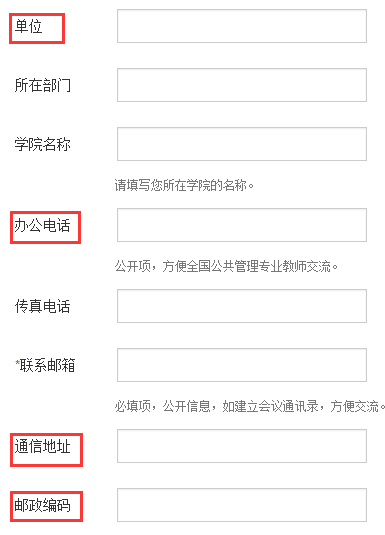 单位
所在部门
学院名称
请填写您所在学院的名称。
办公电话
公开项，方便全国公共管理专业教师交流。
传真电话
*联系邮箱
必填项，公开信息，如建立会议通讯录，方便交流。
通信地址
邮政编码